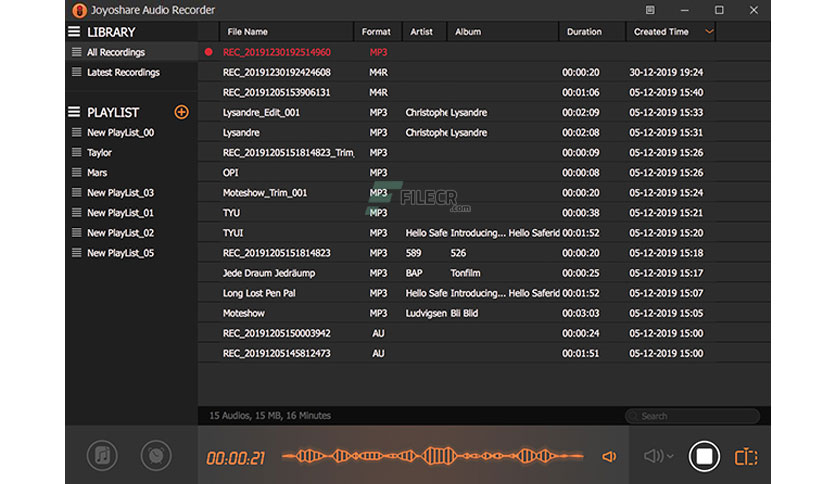 Joyoshare Audio Recorder
LIBRARY
All Recordings
Latest Recordings
PLAYLIST
New PlayList_00
Taylor
Mars
New PlayList_03
New PlayList_01
New PlayList_02
New PlayList_05
File Name Format Artist Album Duration Created Time
REC_20191230192514960 MP3
REC_20191230192424608 M4R 00:00:20 30-12-2019 19:24
REC_20191205153906131 M4R 00:01:06 05-12-2019 15:40
Lysandre_Edit_001 MP3 Christophe Lysandre 00:02:09 05-12-2019 15:33
Lysandre MP3 Christophe Lysandre 00:02:08 05-12-2019 15:31
REC_20191205151814823_Trim_ MP3 00:00:09 05-12-2019 15:26
OPI MP3 00:00:08 05-12-2019 15:26
Moteshow_Trim_001 MP3 00:00:20 05-12-2019 15:24
TYU MP3 00:00:38 05-12-2019 15:21
TYUI MP3 Hello Safe Introducing... Hello Saferid 00:01:52 05-12-2019 15:20
REC_20191205151814823 MP3 589 526 00:00:20 05-12-2019 15:18
Jede Draum Jedräump MP3 BAP Tonfilm 00:00:25 05-12-2019 15:17
Long Lost Pen Pal MP3 Hello Safe Introducing... Hello Saferid 00:01:52 05-12-2019 15:07
Moteshow MP3 Ludvigsen Bli Blid 00:03:03 05-12-2019 15:05
REC_20191205150003942 AU 00:00:24 05-12-2019 15:00
REC_20191205145812473 AU 00:01:51 05-12-2019 15:00
FILECR
.com
15 Audios, 15 MB, 16 Minutes
Search
00:00:21